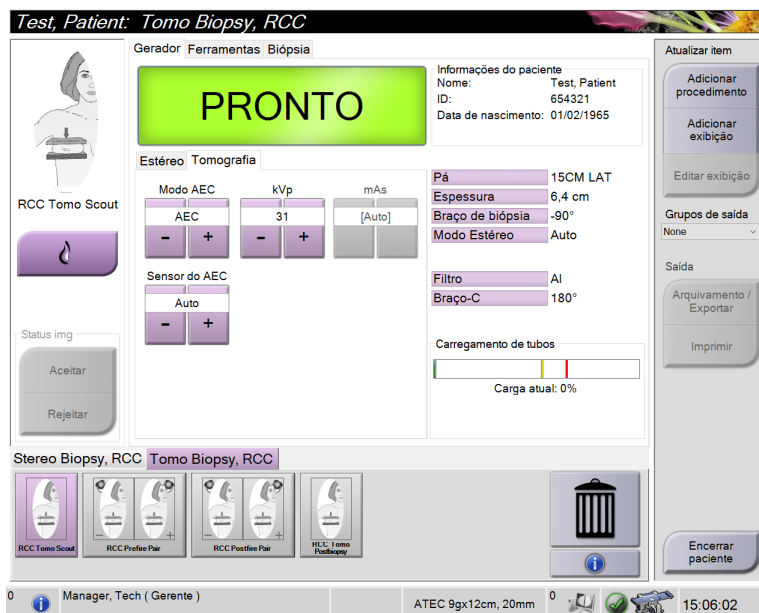 Test, Patient: Tomo Biopsy, RCC
RCC Tomo Scout
Status img
Aceitar
Rejeitar
Gerador Ferramentas Biópsia
PRONTO
Informações do paciente
Nome: Test, Patient
ID: 654321
Data de nascimento: 01/02/1965
Estéreo Tomografia
Modo AEC kVp mAs
AEC 31 [Auto]
- + - +
Sensor do AEC
Auto
- +
Pá 15CM LAT
Espessura 6,4 cm
Braço de biópsia -90°
Modo Estéreo Auto
Filtro Al
Braço-C 180°
Carregamento de tubos
Carga atual: 0%
Atualizar item
Adicionar
procedimento
Adicionar
exibição
Editar exibição
Grupos de saída
None
Saída
Arquivamento /
Exportar
Imprimir
Encerrar
paciente
Stereo Biopsy, RCC Tomo Biopsy, RCC
RCC Tomo Scout
- +
RCC Prefire Pair
- +
RCC Postfire Pair
RCC Tomo
Postbiopsy
0 Manager, Tech ( Gerente ) ATEC 9gx12cm, 20mm 0 15:06:02